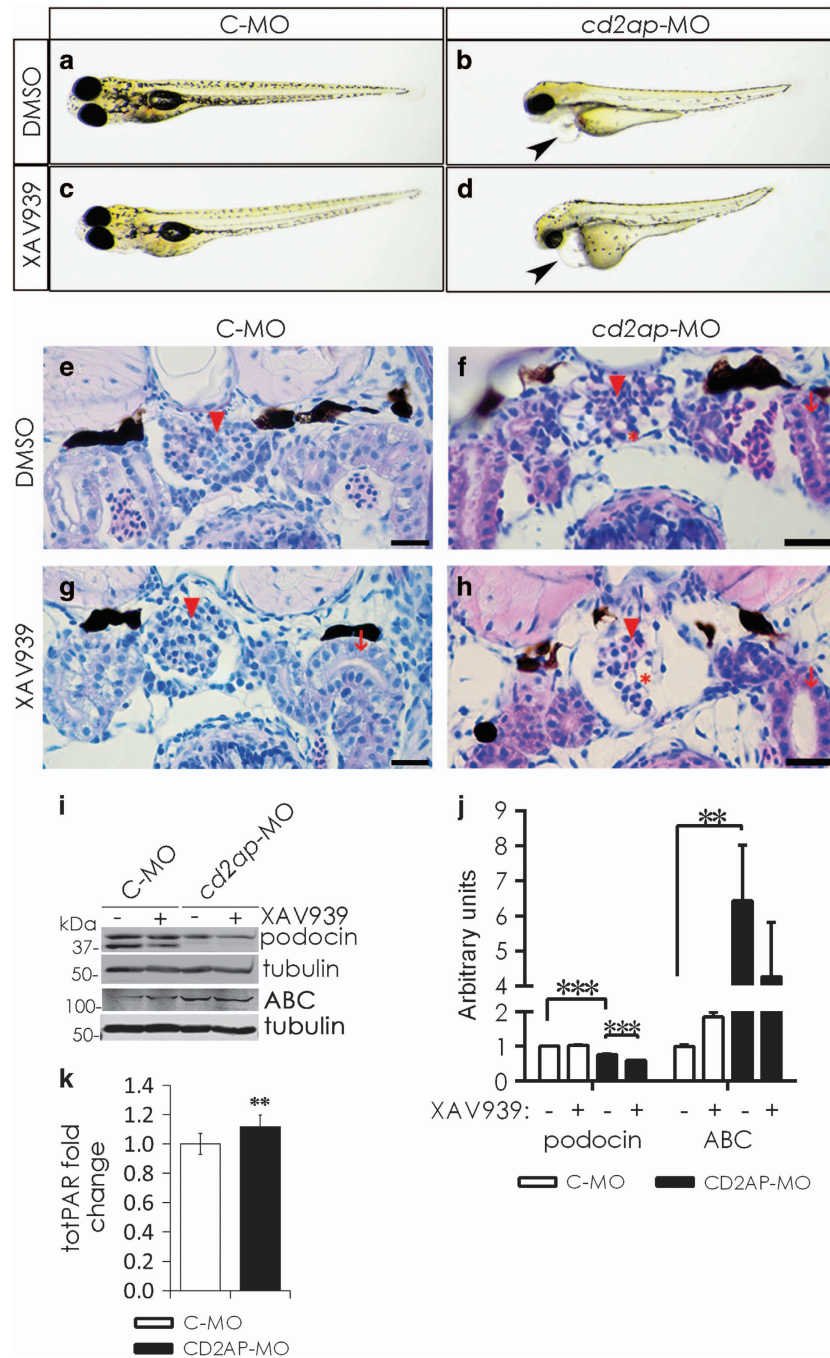 C-MO cd2ap-MO
DMSO
a b
XAV939
c d
C-MO cd2ap-MO
DMSO
e f
*
XAV939
g h
*
i
C-MO cd2ap-MO
- + - + XAV939
kDa
podocin
37-
50- tubulin
ABC
100-
50- tubulin
j
Arbitrary units
9
8
7
6
5
4
2
1
0
**
***
***
XAV939: - + - + - + - +
podocin ABC
C-MO CD2AP-MO
k
totPAR fold
change
1.4
1.2
1.0
0.8
0.6
0.4
0.2
0.0
**
C-MO
CD2AP-MO